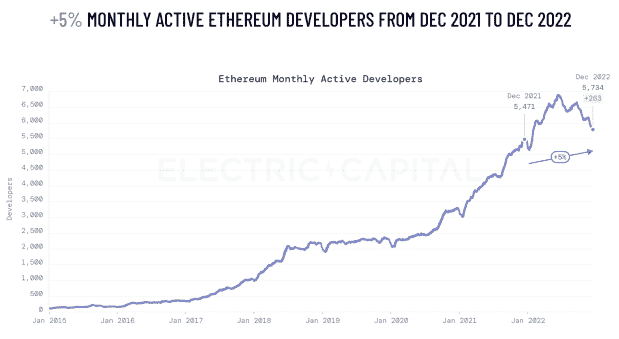 +5% MONTHLY ACTIVE ETHEREUM DEVELOPERS FROM DEC 2021 TO DEC 2022
Ethereum Monthly Active Developers
Dec 2022
5,734
+263
Dec 2021
5,471
7,000
6,500
6,000
5,500
5,000
4,500
4,000
3,500
3,000
2,500
2,000
1,500
1,000
500
0
Developers
ELECTRIC CAPITAL
+5%
Jan 2015
Jan 2016
Jan 2017
Jan 2018
Jan 2019
Jan 2020
Jan 2021
Jan 2022